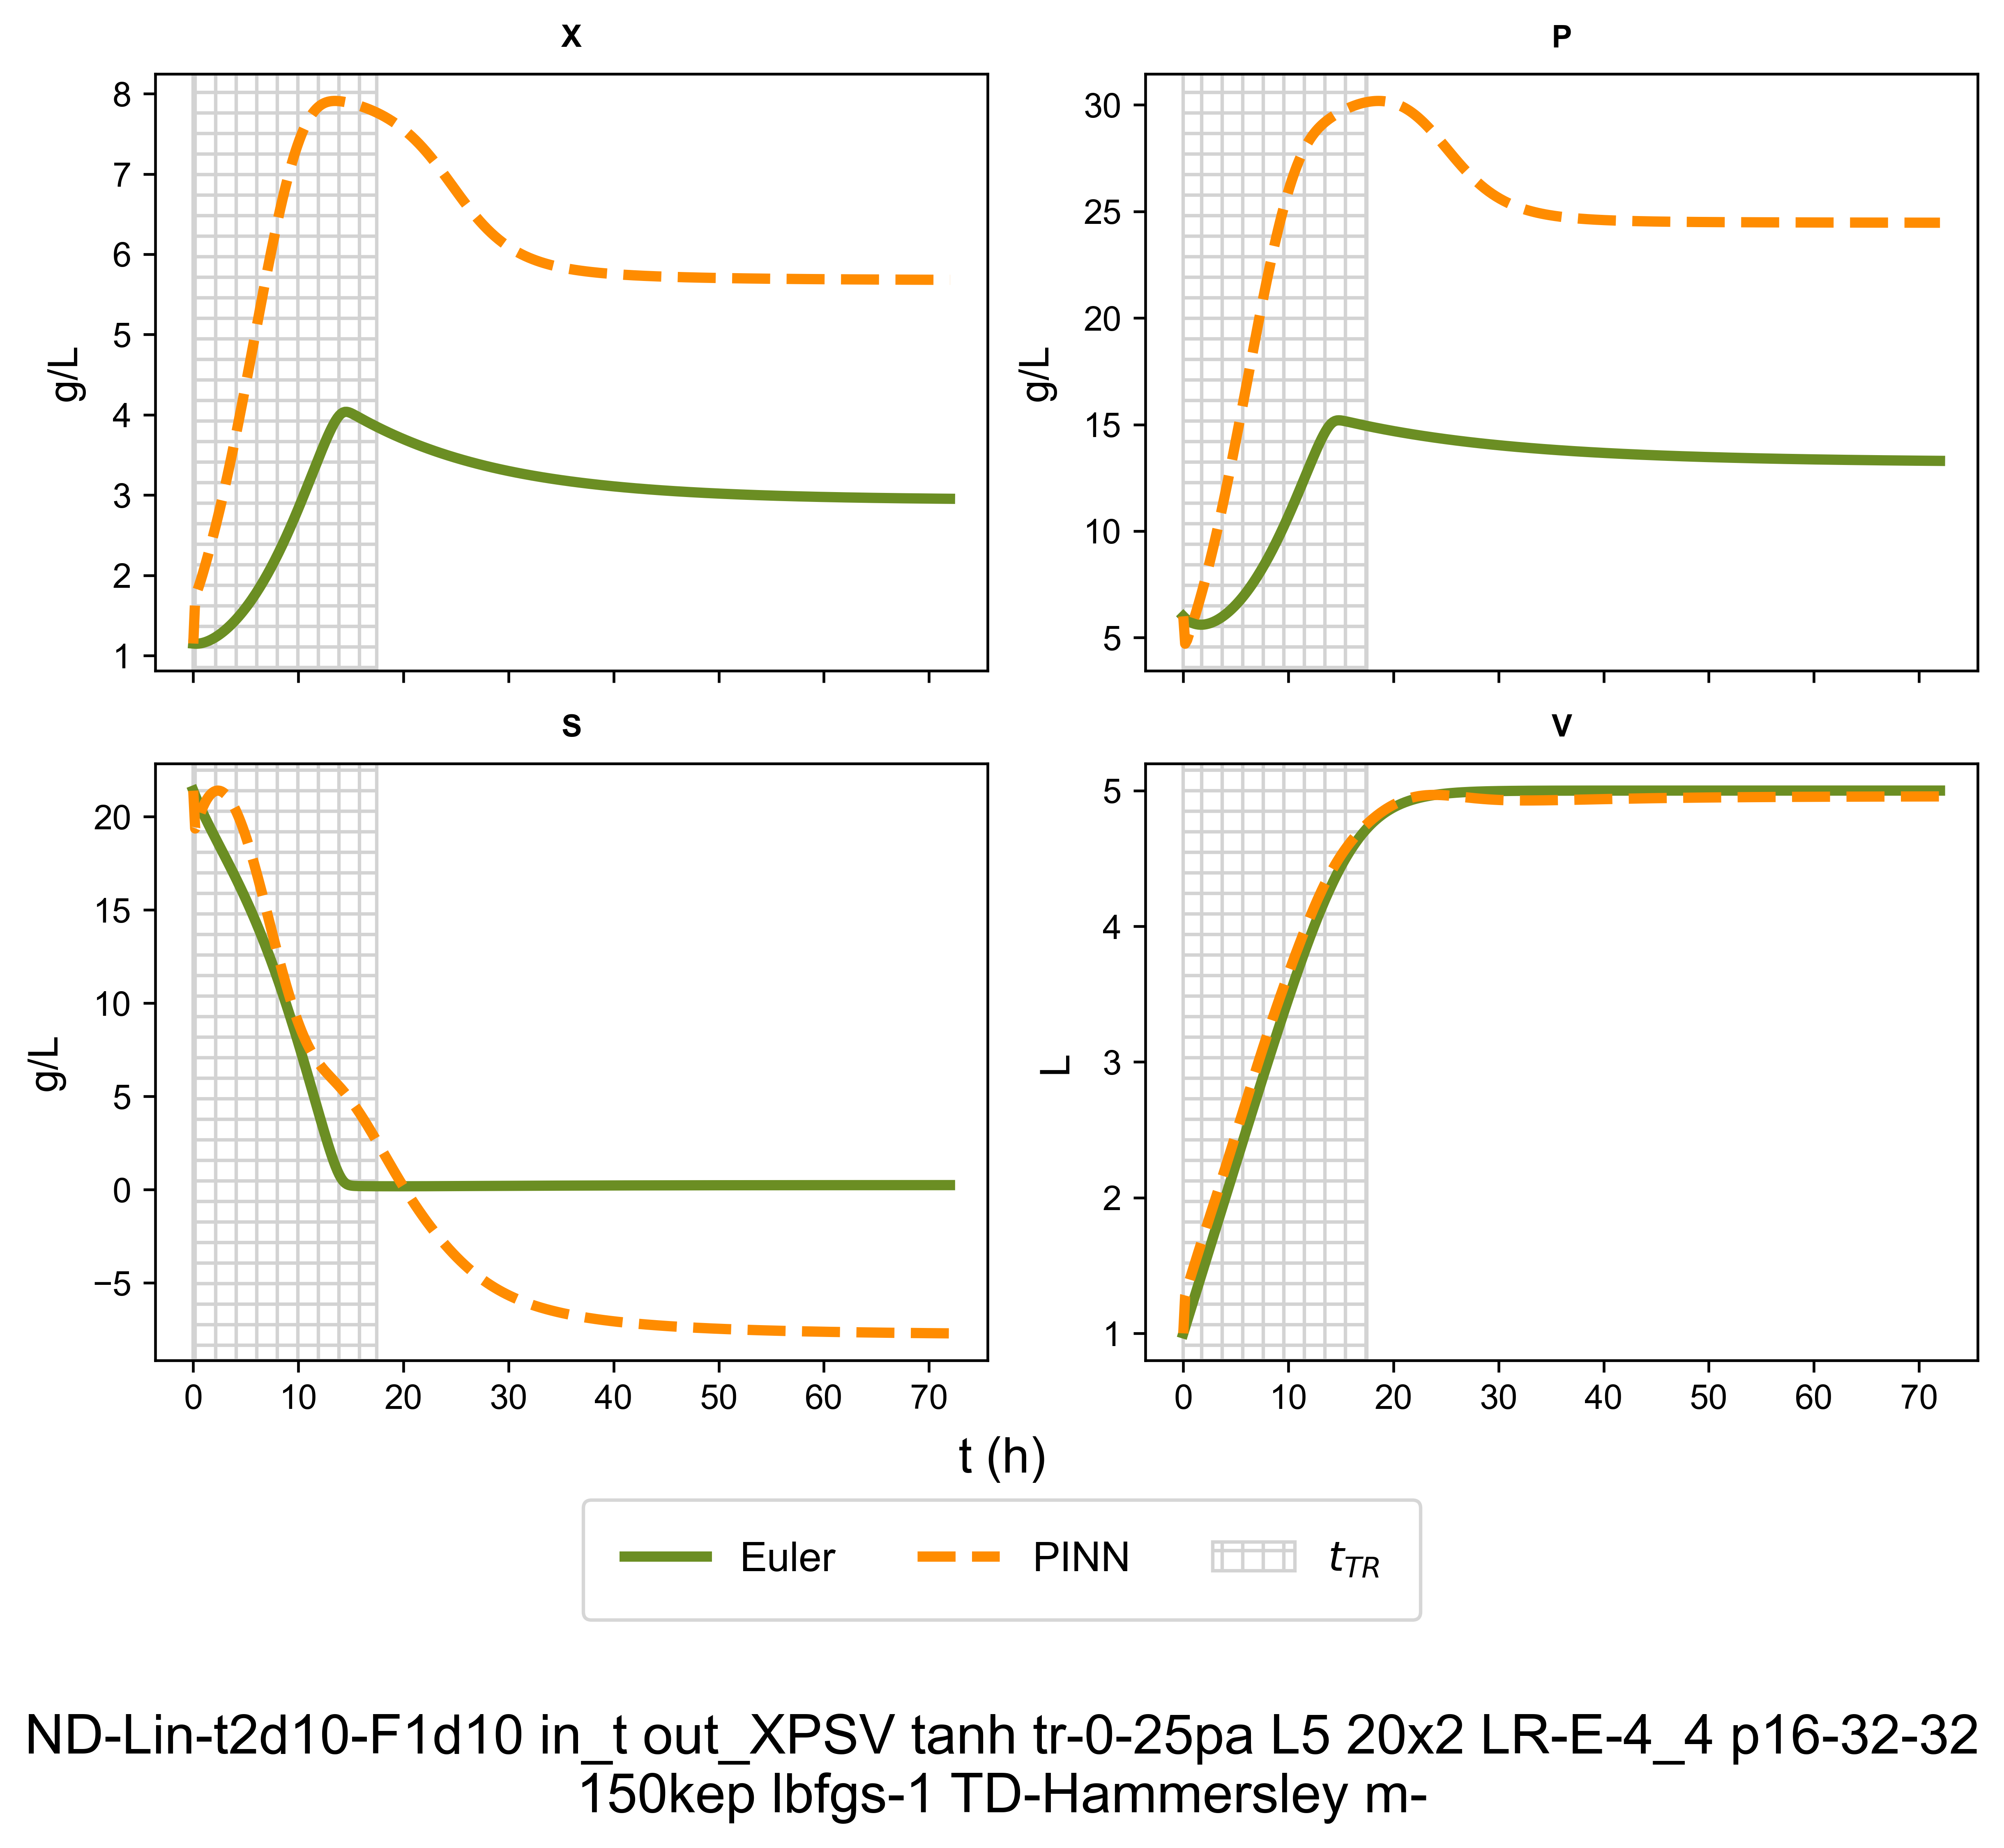 X
8
7
6
5
4
3
2
1
g/L
P
30
25
20
15
10
5
g/L
S
20
15
10
5
0
−5
g/L
0 10 20 30 40 50 60 70
V
5
4
3
2
1
L
0 10 20 30 40 50 60 70
t (h)
Euler PINN t_TR
ND-Lin-t2d10-F1d10 in_t out_XPSV tanh tr-0-25pa L5 20x2 LR-E-4_4 p16-32-32
150kep lbfgs-1 TD-Hammersley m-